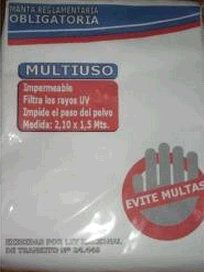 MANTA REGLAMENTARIA
OBLIGATORIA
MULTIUSO
Impermeable
Filtra los rayos UV
Impide el paso del polvo
Medida: 2,10 x 1,5 Mts.
EVITE MULTAS
EXIGIDAS POR LEY NACIONAL
DE TRANSITO Nº 24.449